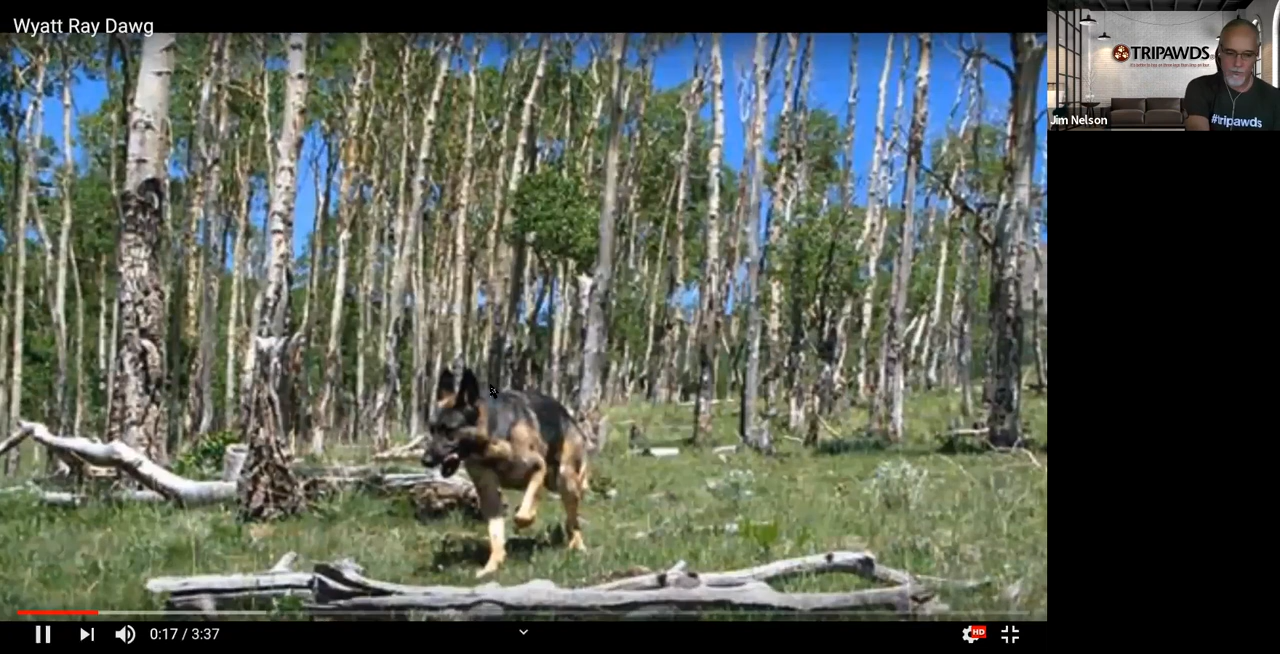 Wyatt Ray Dawg
TRIPAWDS
#tripawds
Jim Nelson
0:17 / 3:37
HD